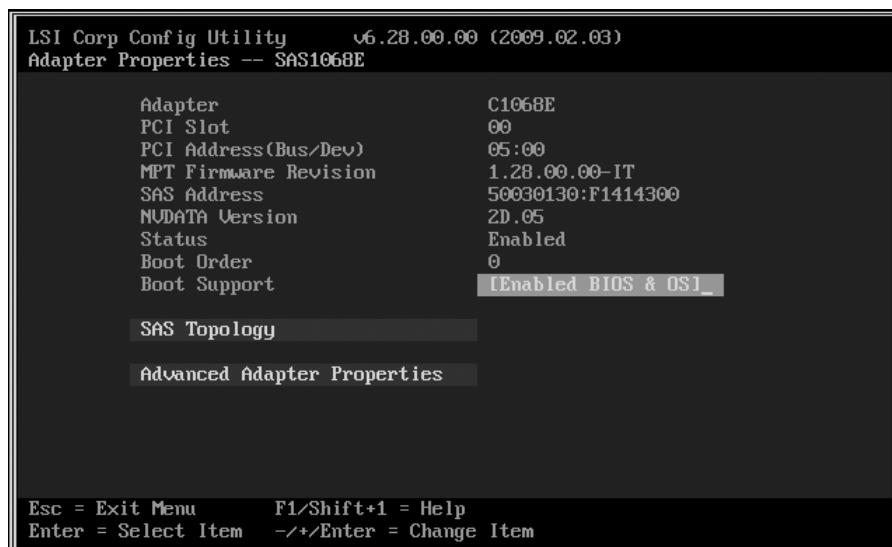 LSI Corp Config Utility v6.28.00.00 (2009.02.03)
Adapter Properties -- SAS1068E
Adapter C1068E
PCI Slot 00
PCI Address(Bus/Dev) 05:00
MPT Firmware Revision 1.28.00.00-IT
SAS Address 50030130:F1414300
NVDATA Version 2D.05
Status Enabled
Boot Order 0
Boot Support [Enabled BIOS & OS]_
SAS Topology
Advanced Adapter Properties
Esc = Exit Menu F1/Shift+1 = Help
Enter = Select Item -/+/Enter = Change Item